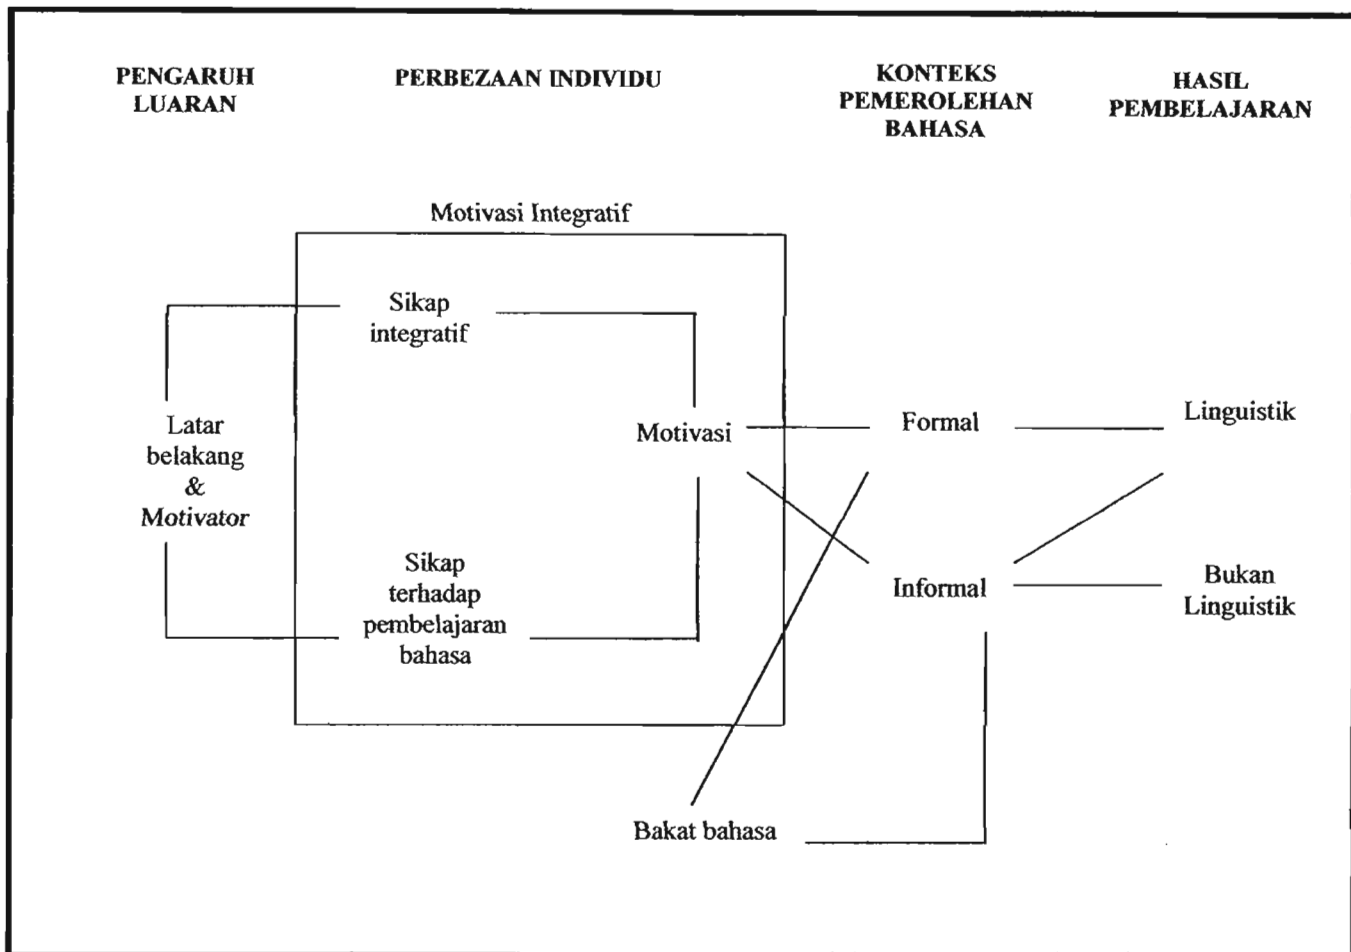 PENGARUH
LUARAN
PERBEZAAN INDIVIDU
KONTEKS
PEMEROLEHAN
BAHASA
HASIL
PEMBELAJARAN
Motivasi Integratif
Sikap
integratif
Latar
belakang
&
Motivator
Motivasi
Formal
Linguistik
Sikap
terhadap
pembelajaran
bahasa
Informal
Bukan
Linguistik
Bakat bahasa